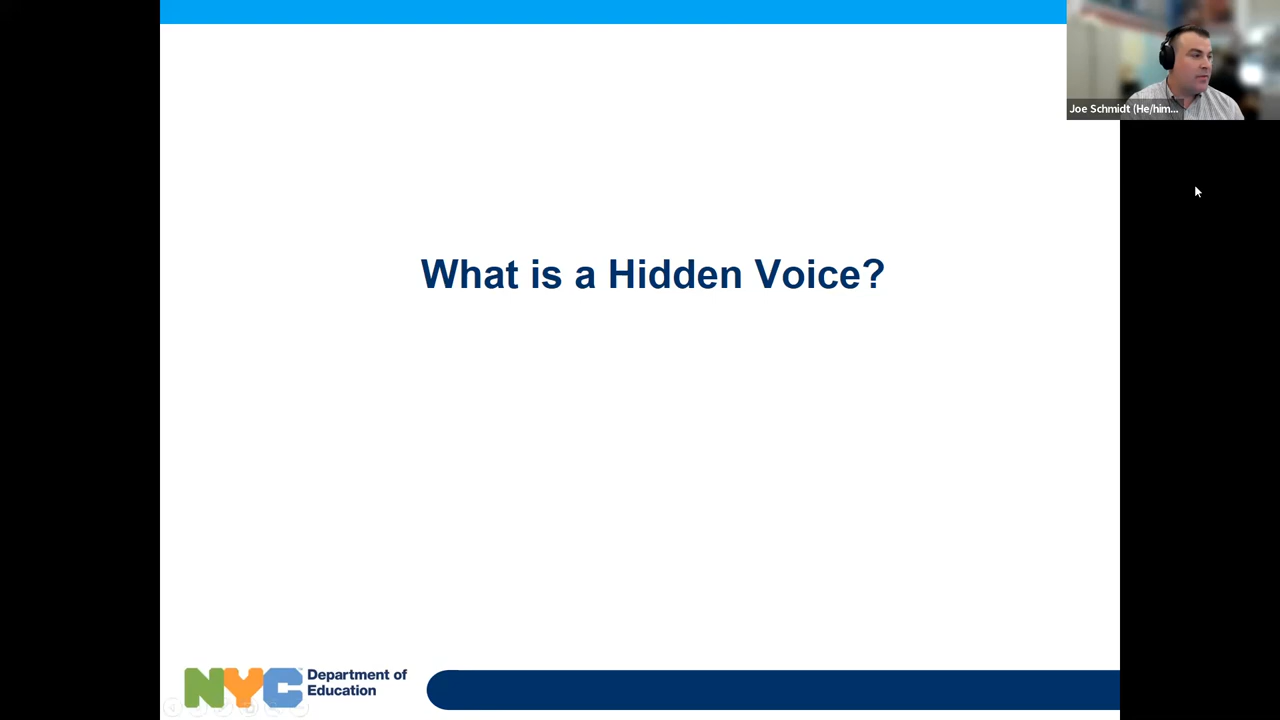 Joe Schmidt (He/him...
What is a Hidden Voice?
NYC
Department of
Education